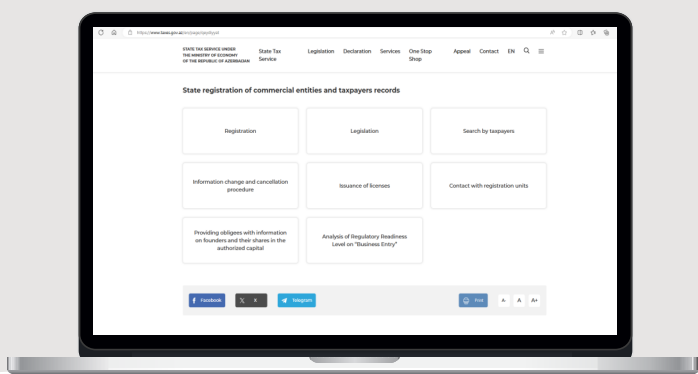 https://www.taxes.gov.az/en/page/qeydiyyat
STATE TAX SERVICE UNDER
THE MINISTRY OF ECONOMY
OF THE REPUBLIC OF AZERBAIJAN
State Tax
Service
Legislation Declaration Services One Stop
Shop
Appeal Contact EN
State registration of commercial entities and taxpayers records
Registration
Legislation
Search by taxpayers
Information change and cancellation
procedure
Issuance of licenses
Contact with registration units
Providing obligees with information
on founders and their shares in the
authorized capital
Analysis of Regulatory Readiness
Level on "Business Entry"
Facebook X Telegram Print A- A A+